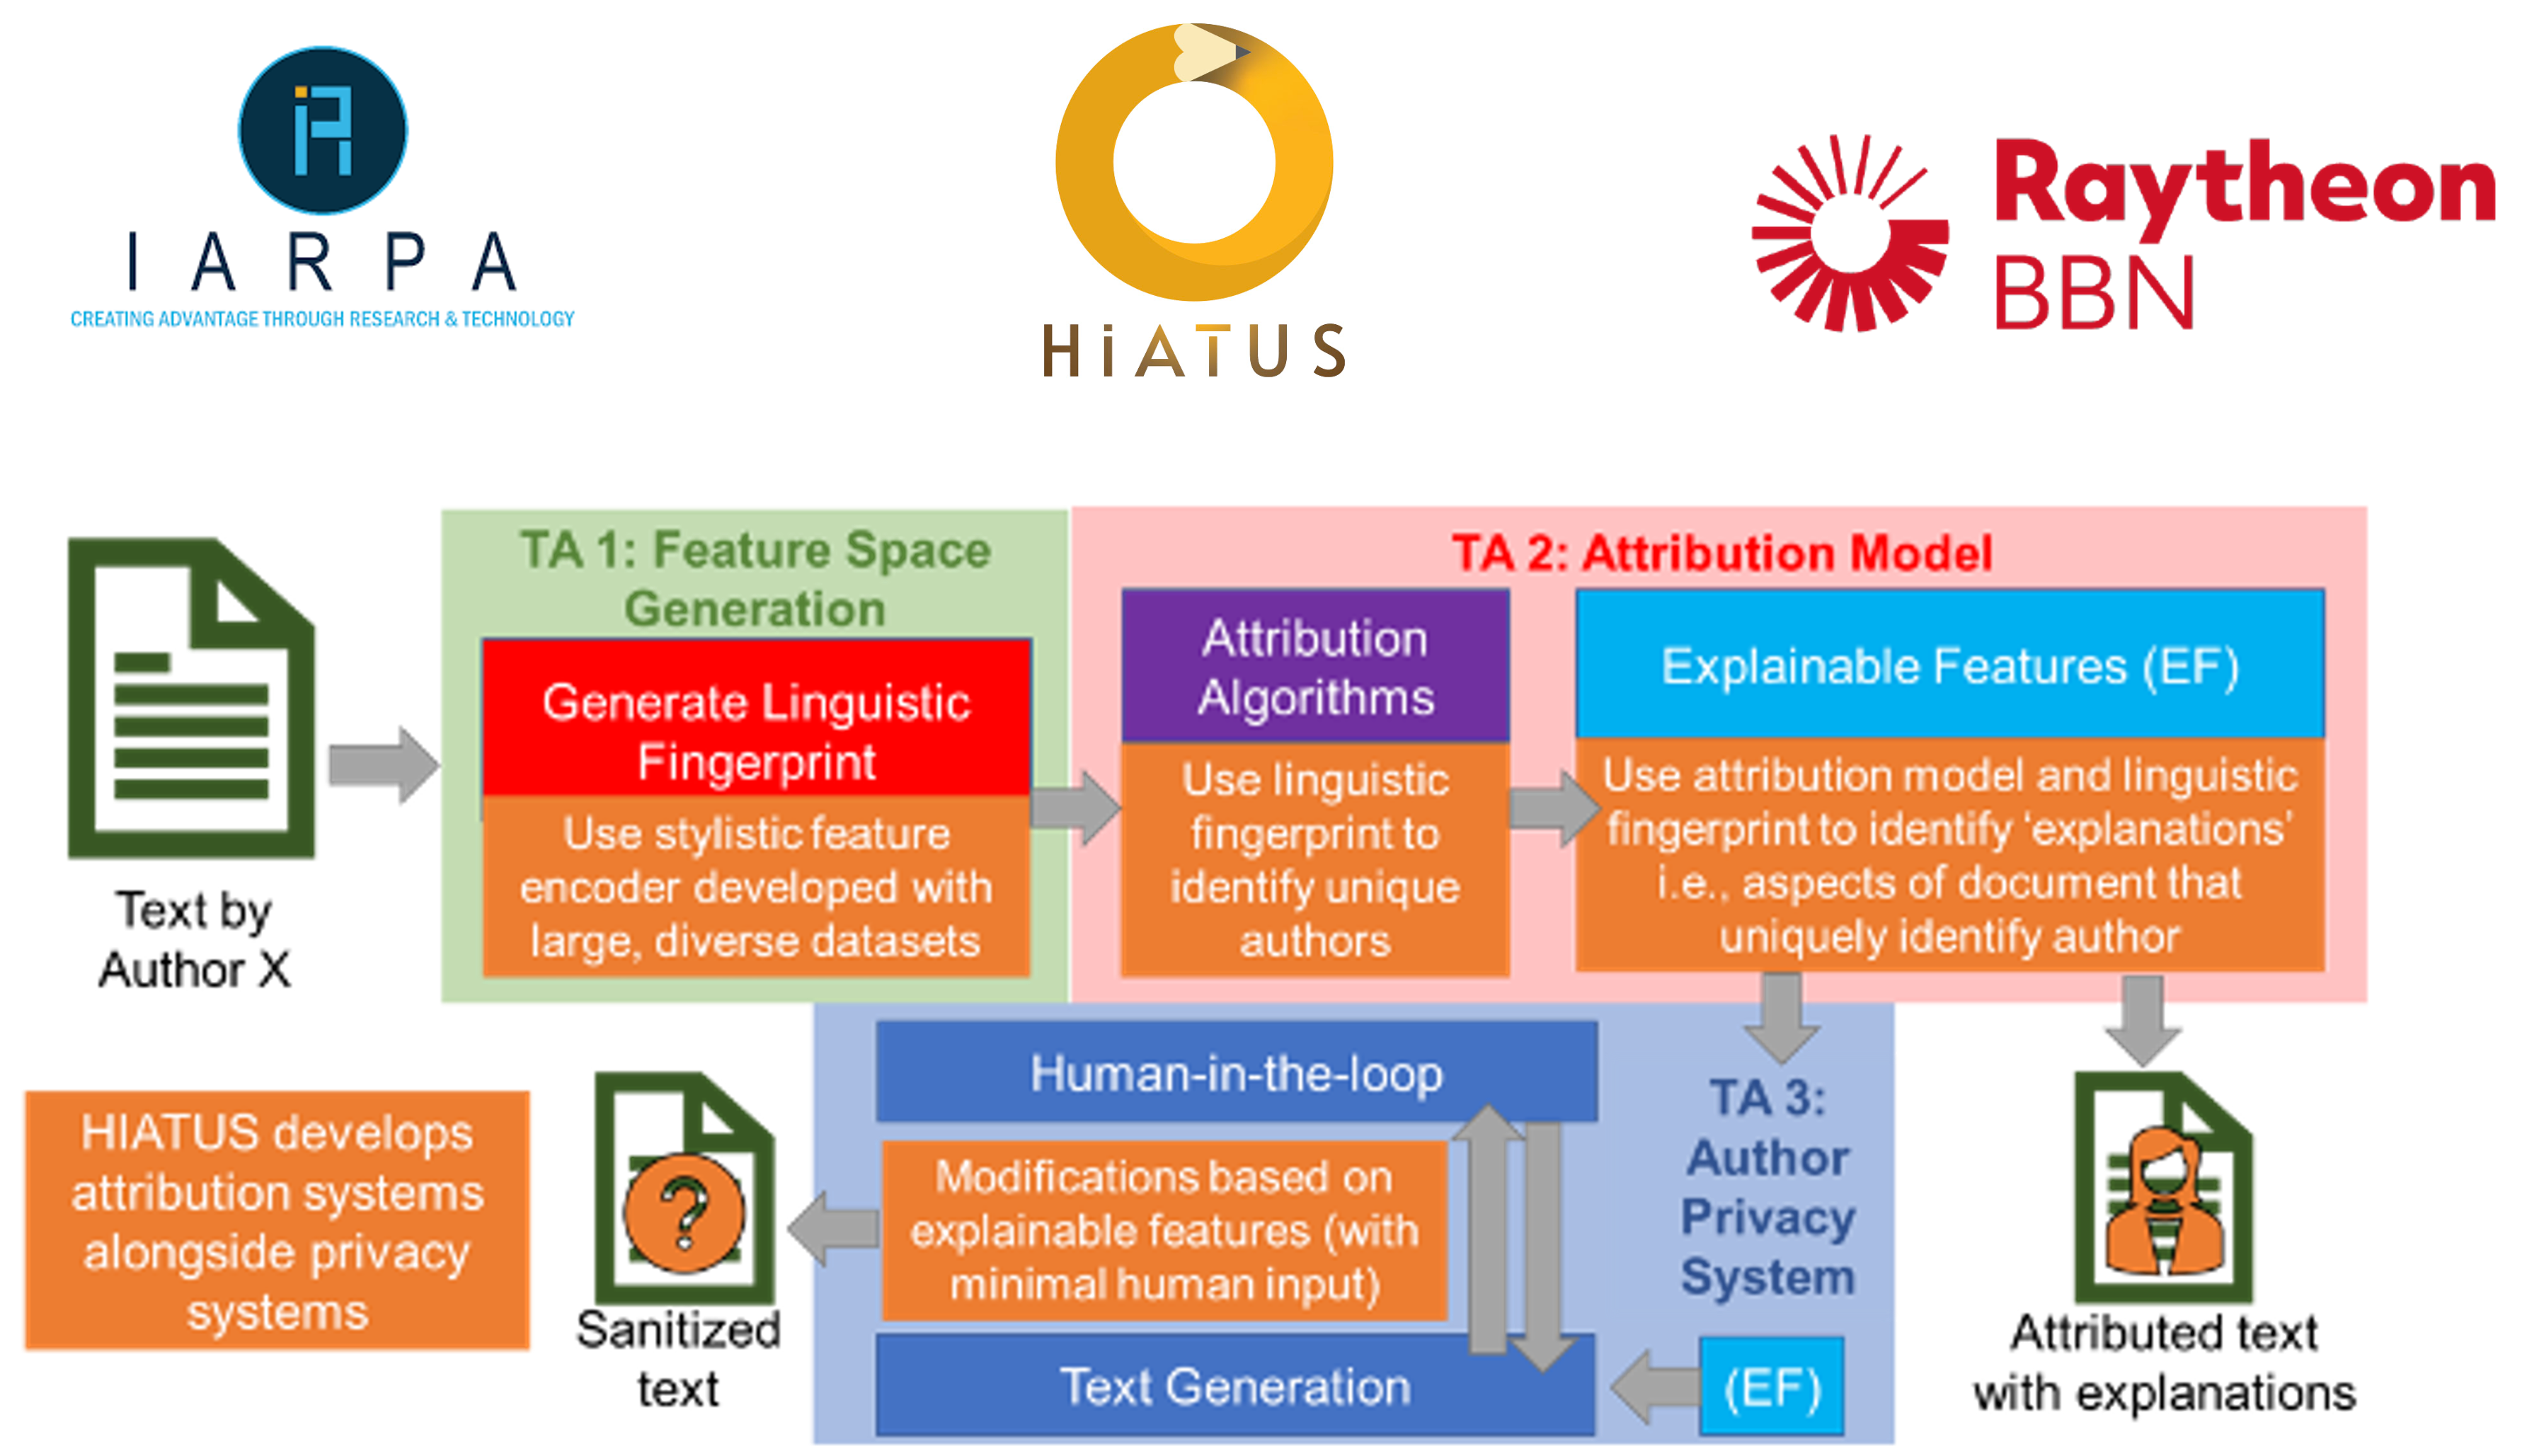 IARPA
CREATING ADVANTAGE THROUGH RESEARCH & TECHNOLOGY
HiATUS
Raytheon
BBN
TA 1: Feature Space
Generation
Generate Linguistic
Fingerprint
Use stylistic feature
encoder developed with
large, diverse datasets
TA 2: Attribution Model
Attribution
Algorithms
Use linguistic
fingerprint to
identify unique
authors
Explainable Features (EF)
Use attribution model and linguistic
fingerprint to identify ‘explanations’
i.e., aspects of document that
uniquely identify author
Text by
Author X
HIATUS develops
attribution systems
alongside privacy
systems
?
Sanitized
text
Human-in-the-loop
Modifications based on
explainable features (with
minimal human input)
Text Generation
TA 3:
Author
Privacy
System
(EF)
Attributed text
with explanations